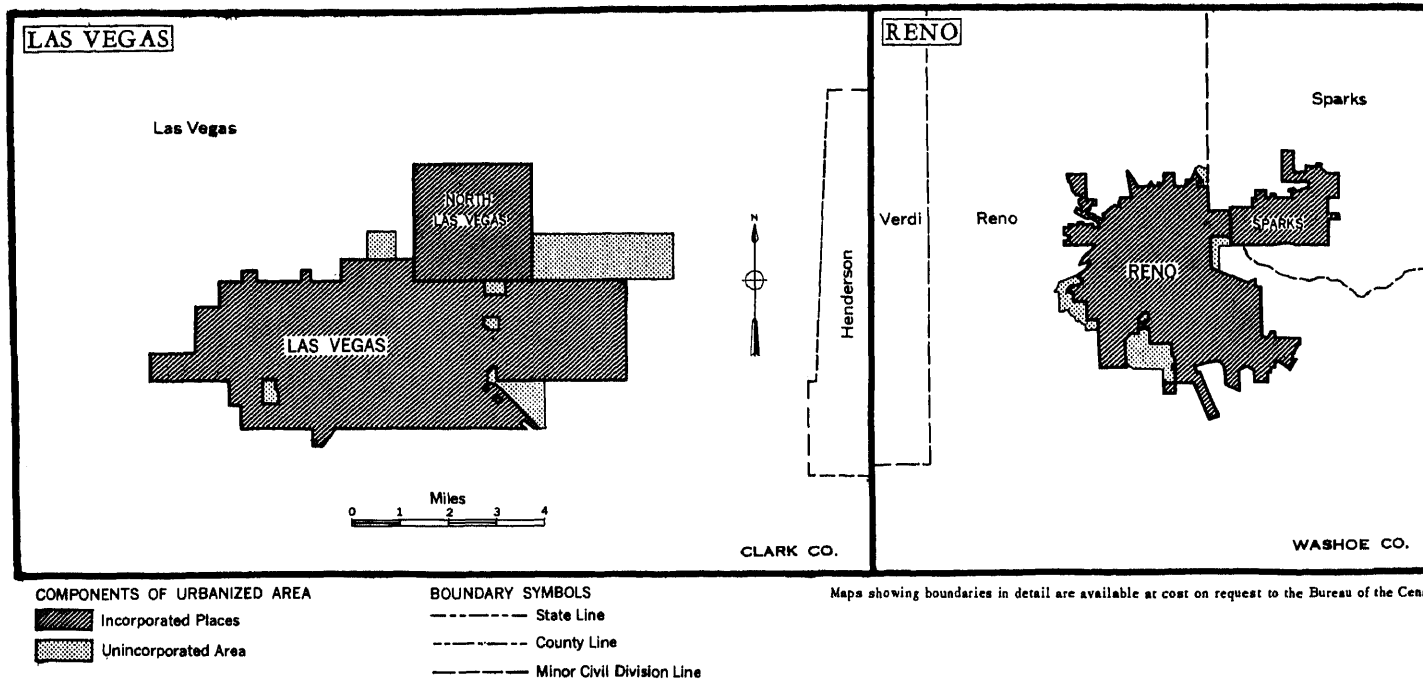 LAS VEGAS
Las Vegas
NORTH
LAS VEGAS
LAS VEGAS
N
Henderson
Miles
0 1 2 3 4
CLARK CO.
RENO
Sparks
Verdi
Reno
SPARKS
RENO
WASHOE CO.
COMPONENTS OF URBANIZED AREA
Incorporated Places
Unincorporated Area
BOUNDARY SYMBOLS
State Line
County Line
Minor Civil Division Line
Maps showing boundaries in detail are available at cost on request to the Bureau of the Cen